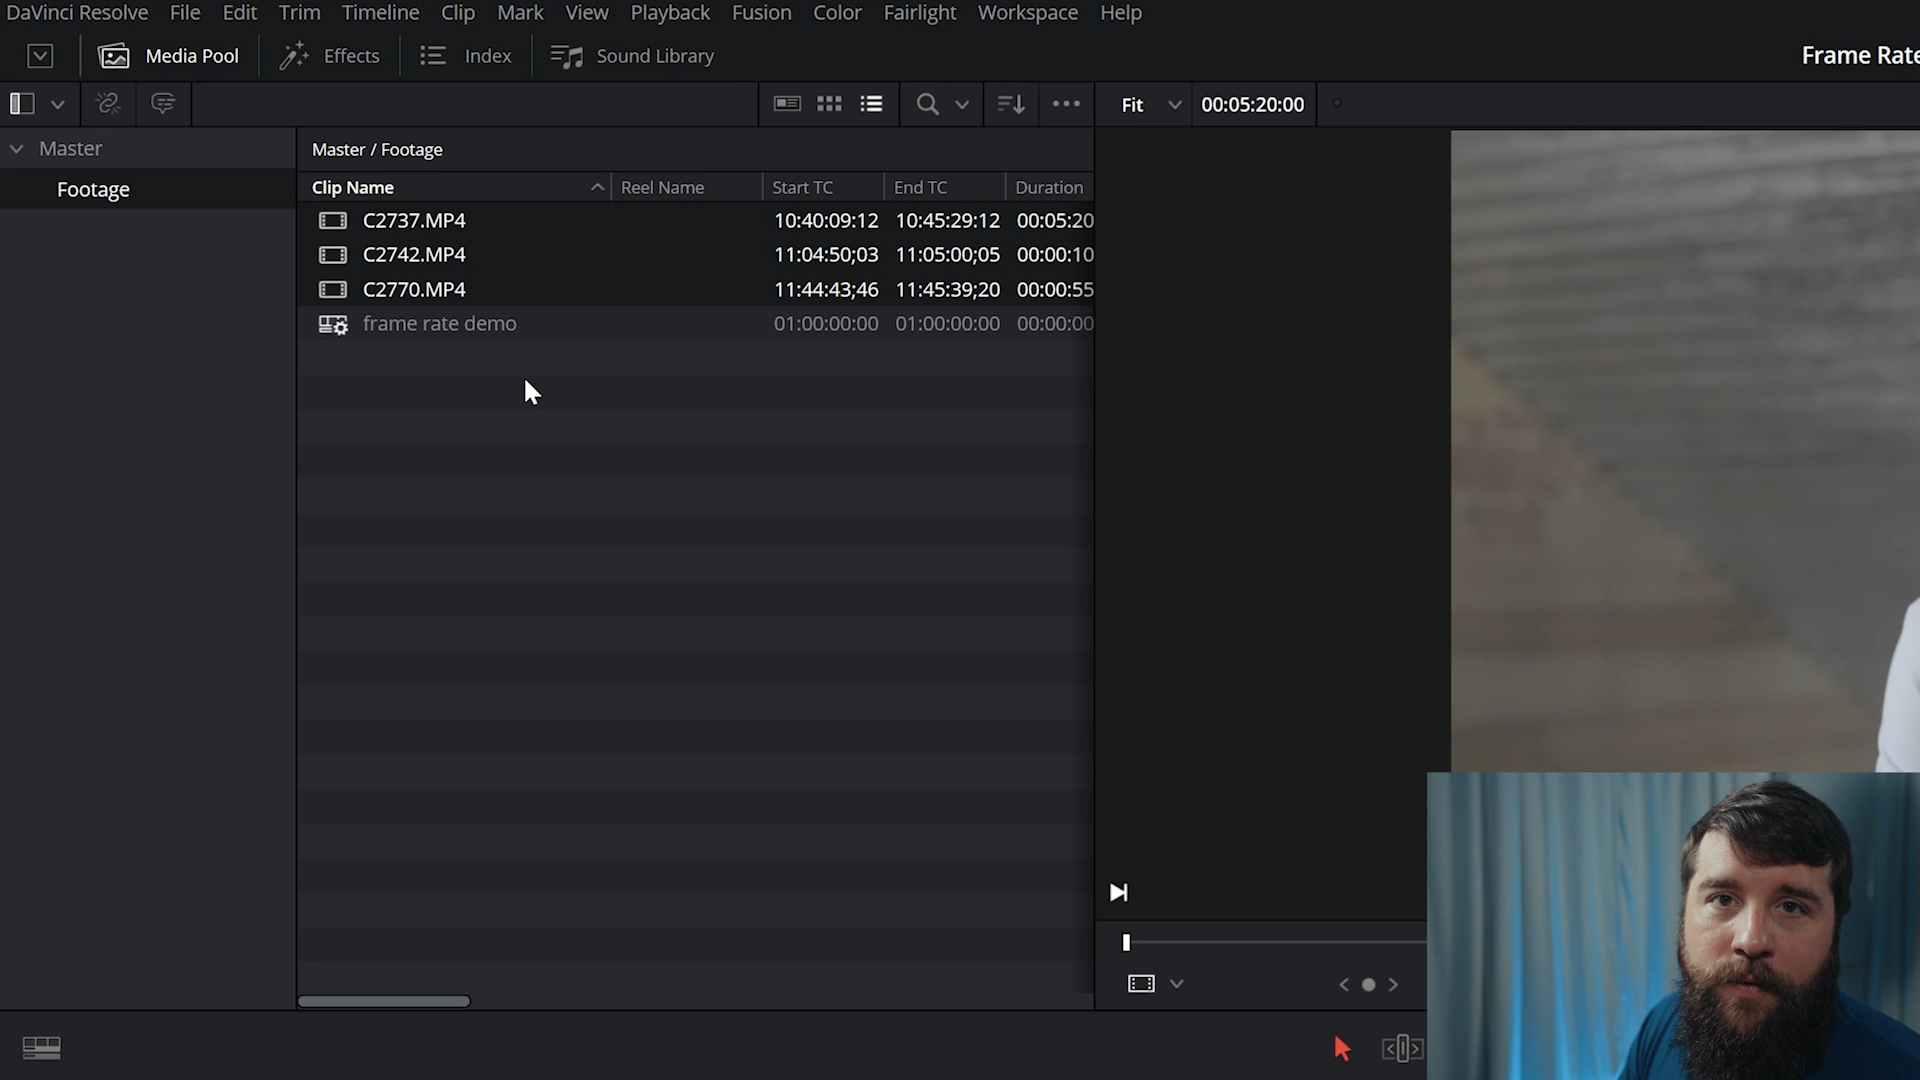 DaVinci Resolve File Edit Trim Timeline Clip Mark View Playback Fusion Color Fairlight Workspace Help
Media Pool Effects Index Sound Library Frame Rate
Fit 00:05:20:00
Master
Footage
Master / Footage
Clip Name Reel Name Start TC End TC Duration
C2737.MP4 10:40:09:12 10:45:29:12 00:05:20
C2742.MP4 11:04:50;03 11:05:00;05 00:00:10
C2770.MP4 11:44:43;46 11:45:39;20 00:00:55
frame rate demo 01:00:00:00 01:00:00:00 00:00:00